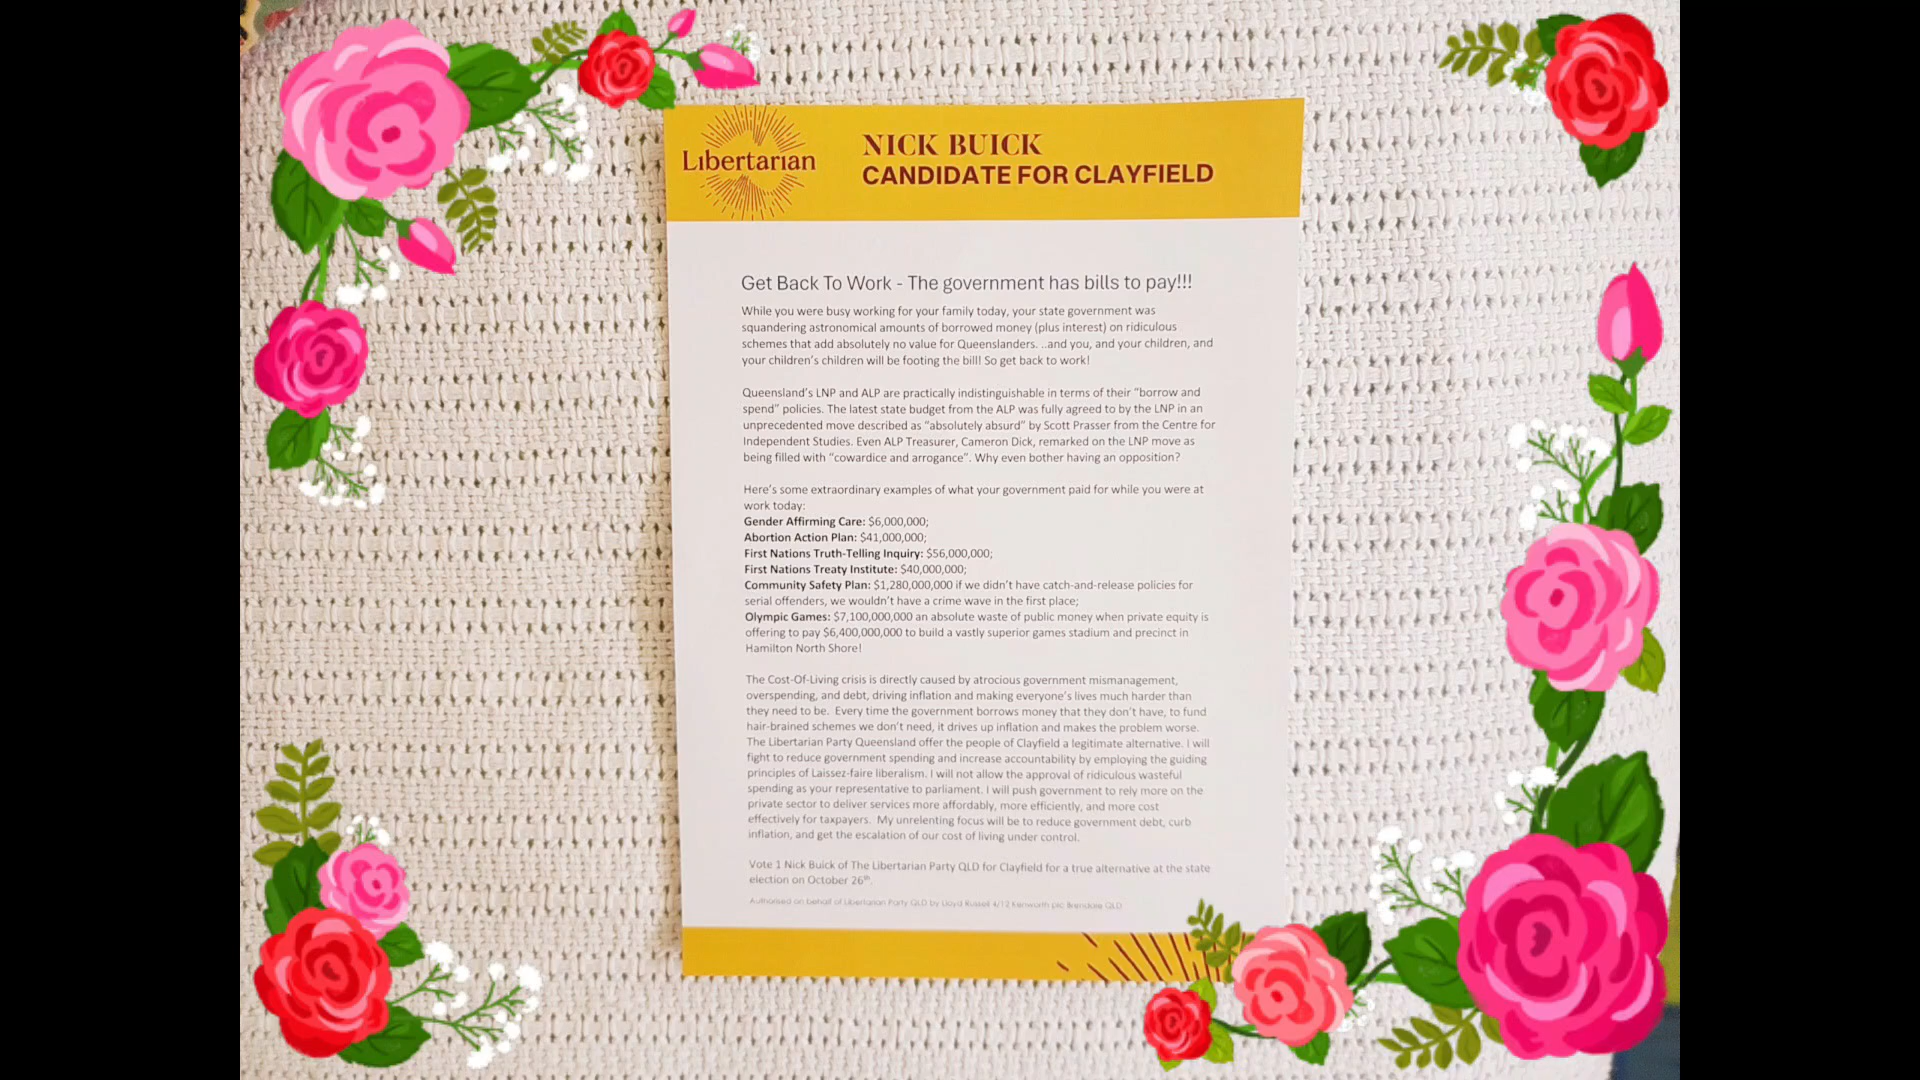 Libertarian
NICK BUICK
CANDIDATE FOR CLAYFIELD
Get Back To Work - The government has bills to pay!!!
While you were busy working for your family today, your state government was
squandering astronomical amounts of borrowed money (plus interest) on ridiculous
schemes that add absolutely no value for Queenslanders. ..and you, and your children, and
your children's children will be footing the bill! So get back to work!
Queensland's LNP and ALP are practically indistinguishable in terms of their "borrow and
spend" policies. The latest state budget from the ALP was fully agreed to by the LNP in an
unprecedented move described as "absolutely absurd" by Scott Prasser from the Centre for
Independent Studies. Even ALP Treasurer, Cameron Dick, remarked on the LNP move as
being filled with "cowardice and arrogance". Why even bother having an opposition?
Here's some extraordinary examples of what your government paid for while you were at
work today:
Gender Affirming Care: $6,000,000;
Abortion Action Plan: $41,000,000;
First Nations Truth-Telling Inquiry: $56,000,000;
First Nations Treaty Institute: $40,000,000;
Community Safety Plan: $1,280,000,000 if we didn't have catch-and-release policies for
serial offenders, we wouldn't have a crime wave in the first place;
Olympic Games: $7,100,000,000 an absolute waste of public money when private equity is
offering to pay $6,400,000,000 to build a vastly superior games stadium and precinct in
Hamilton North Shore!
The Cost-Of-Living crisis is directly caused by atrocious government mismanagement,
overspending, and debt, driving inflation and making everyone's lives much harder than
they need to be. Every time the government borrows money that they don't have, to fund
hair-brained schemes we don't need, it drives up inflation and makes the problem worse.
The Libertarian Party Queensland offer the people of Clayfield a legitimate alternative. I will
fight to reduce government spending and increase accountability by employing the guiding
principles of Laissez-faire liberalism. I will not allow the approval of ridiculous wasteful
spending as your representative to parliament. I will push government to rely more on the
private sector to deliver services more affordably, more efficiently, and more cost
effectively for taxpayers. My unrelenting focus will be to reduce government debt, curb
inflation, and get the escalation of our cost of living under control.
Vote 1 Nick Buick of The Libertarian Party QLD for Clayfield for a true alternative at the state
election on October 26th.
Authorised on behalf of Libertarian Party QLD by Lloyd Russell 4/12 Kenworth plc Brendale QLD